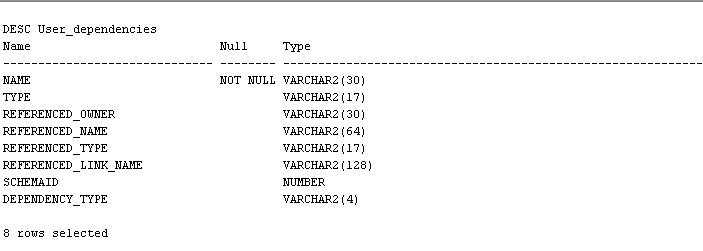 DESC User_dependencies
Name                           Null     Type
------------------------------ -------- ----------------------------------------------------------------
NAME                           NOT NULL VARCHAR2(30)
TYPE                                    VARCHAR2(17)
REFERENCED_OWNER                        VARCHAR2(30)
REFERENCED_NAME                         VARCHAR2(64)
REFERENCED_TYPE                         VARCHAR2(17)
REFERENCED_LINK_NAME                    VARCHAR2(128)
SCHEMAID                                NUMBER
DEPENDENCY_TYPE                         VARCHAR2(4)
8 rows selected